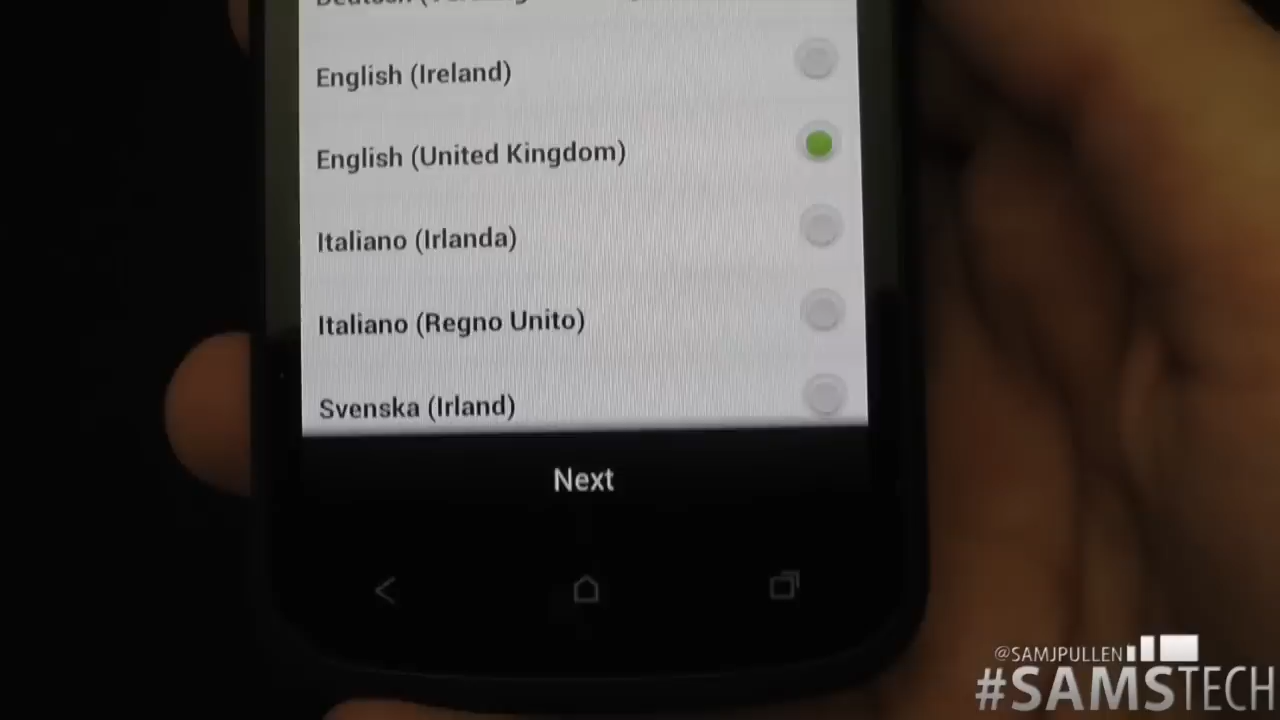 English (Ireland)
English (United Kingdom)
Italiano (Irlanda)
Italiano (Regno Unito)
Svenska (Irland)
Next
@SAMJPULLEN
#SAMSTECH